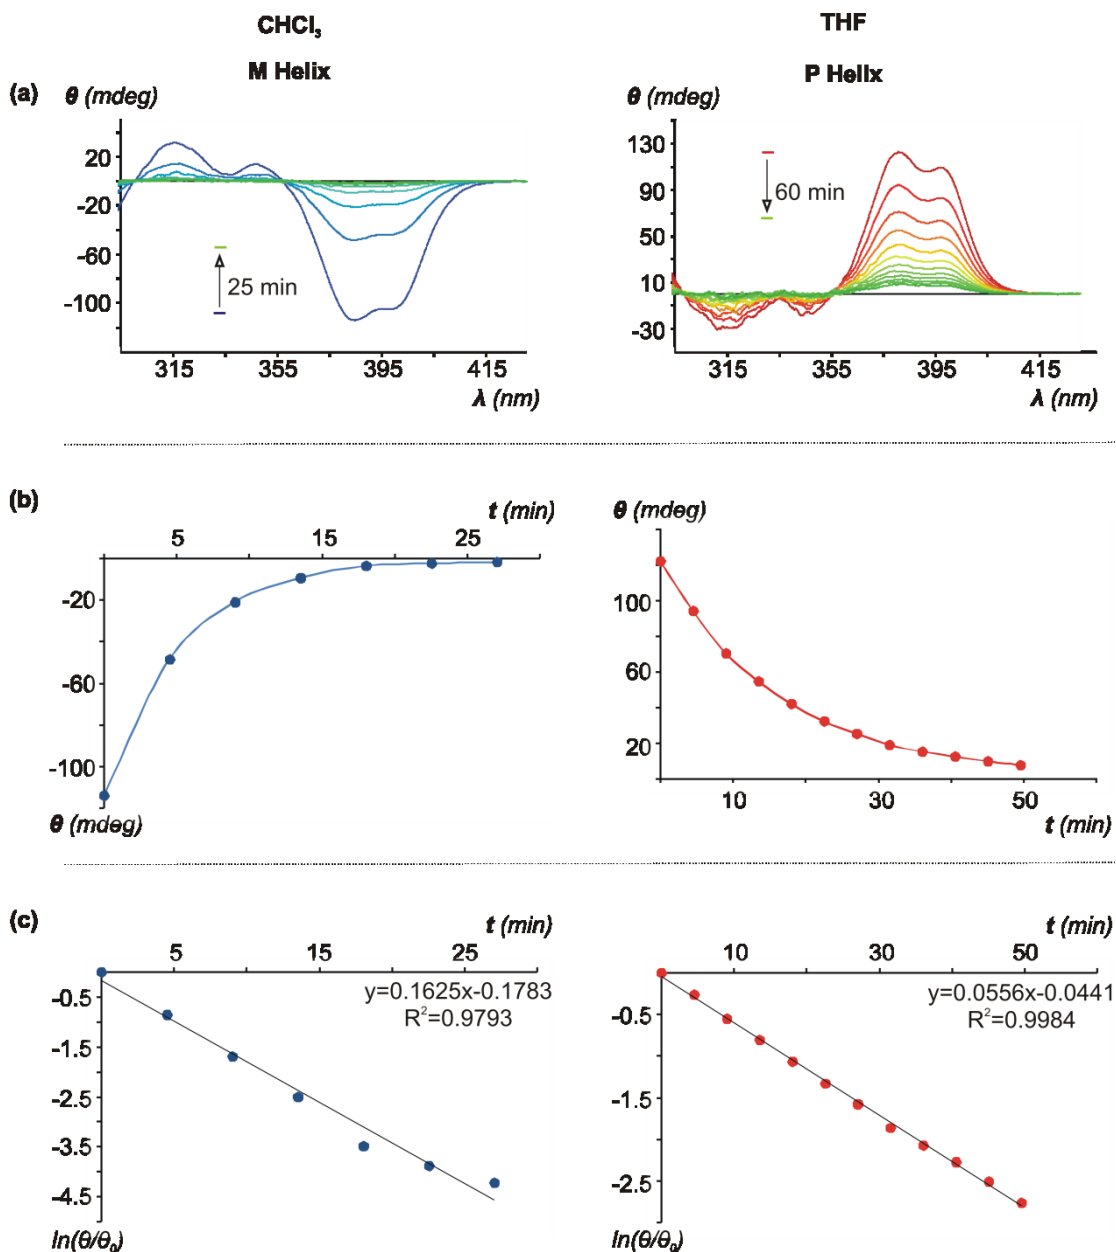 CHCl₃
THF
M Helix
P Helix
(a)
θ (mdeg)
θ (mdeg)
20
-20
-60
-100
25 min
315
355
395
415
λ (nm)
130
90
50
10
-30
60 min
315
355
395
415
λ (nm)
(b)
t (min)
5
15
25
-20
-60
-100
θ (mdeg)
θ (mdeg)
100
60
20
10
30
50
t (min)
(c)
t (min)
5
15
25
-0.5
-1.5
-2.5
-3.5
-4.5
y=0.1625x-0.1783
R²=0.9793
ln(θ/θ₀)
t (min)
10
30
50
-0.5
-1.5
-2.5
y=0.0556x-0.0441
R²=0.9984
ln(θ/θ₀)